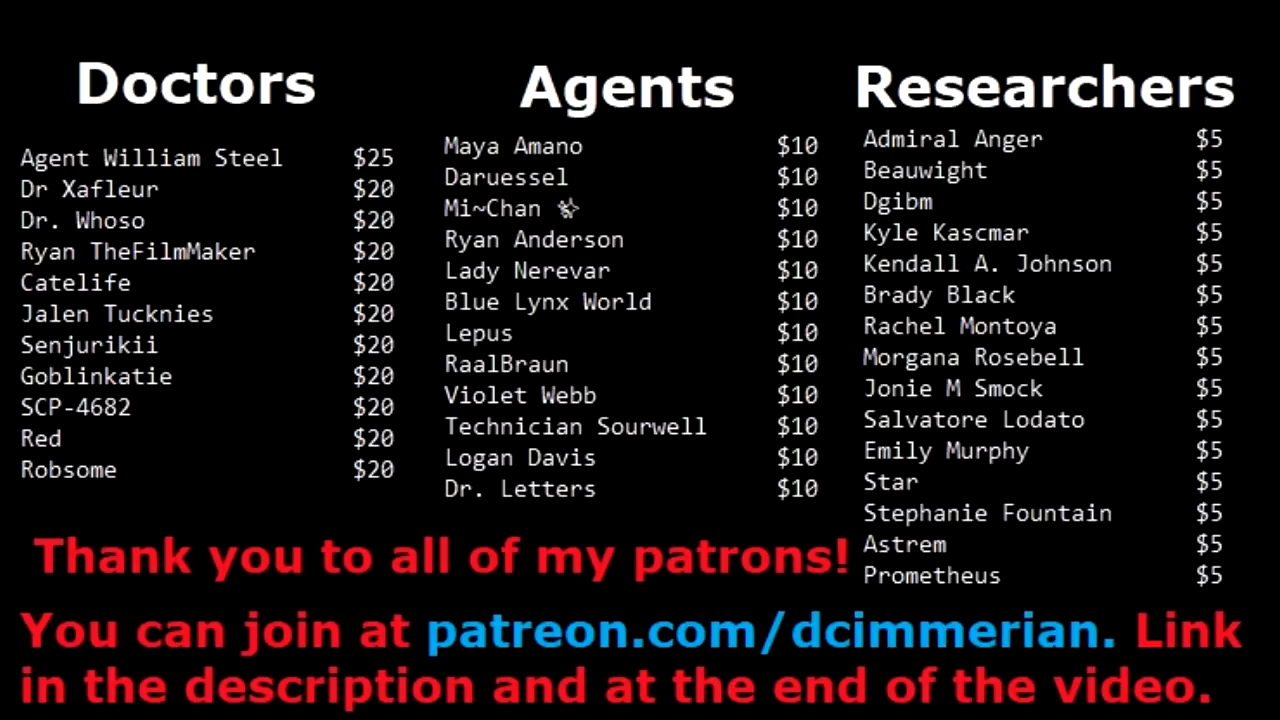 Doctors
Agent William Steel $25
Dr Xafleur $20
Dr. Whoso $20
Ryan TheFilmMaker $20
Catelife $20
Jalen Tucknies $20
Senjurikii $20
Goblinkatie $20
SCP-4682 $20
Red $20
Robsome $20
Agents
Maya Amano $10
Daruessel $10
Mi~Chan ✨ $10
Ryan Anderson $10
Lady Nerevar $10
Blue Lynx World $10
Lepus $10
RaalBraun $10
Violet Webb $10
Technician Sourwell $10
Logan Davis $10
Dr. Letters $10
Researchers
Admiral Anger $5
Beauwight $5
Dgibm $5
Kyle Kascmar $5
Kendall A. Johnson $5
Brady Black $5
Rachel Montoya $5
Morgana Rosebell $5
Jonie M Smock $5
Salvatore Lodato $5
Emily Murphy $5
Star $5
Stephanie Fountain $5
Astrem $5
Prometheus $5
Thank you to all of my patrons!
You can join at patreon.com/dcimmerian. Link
in the description and at the end of the video.